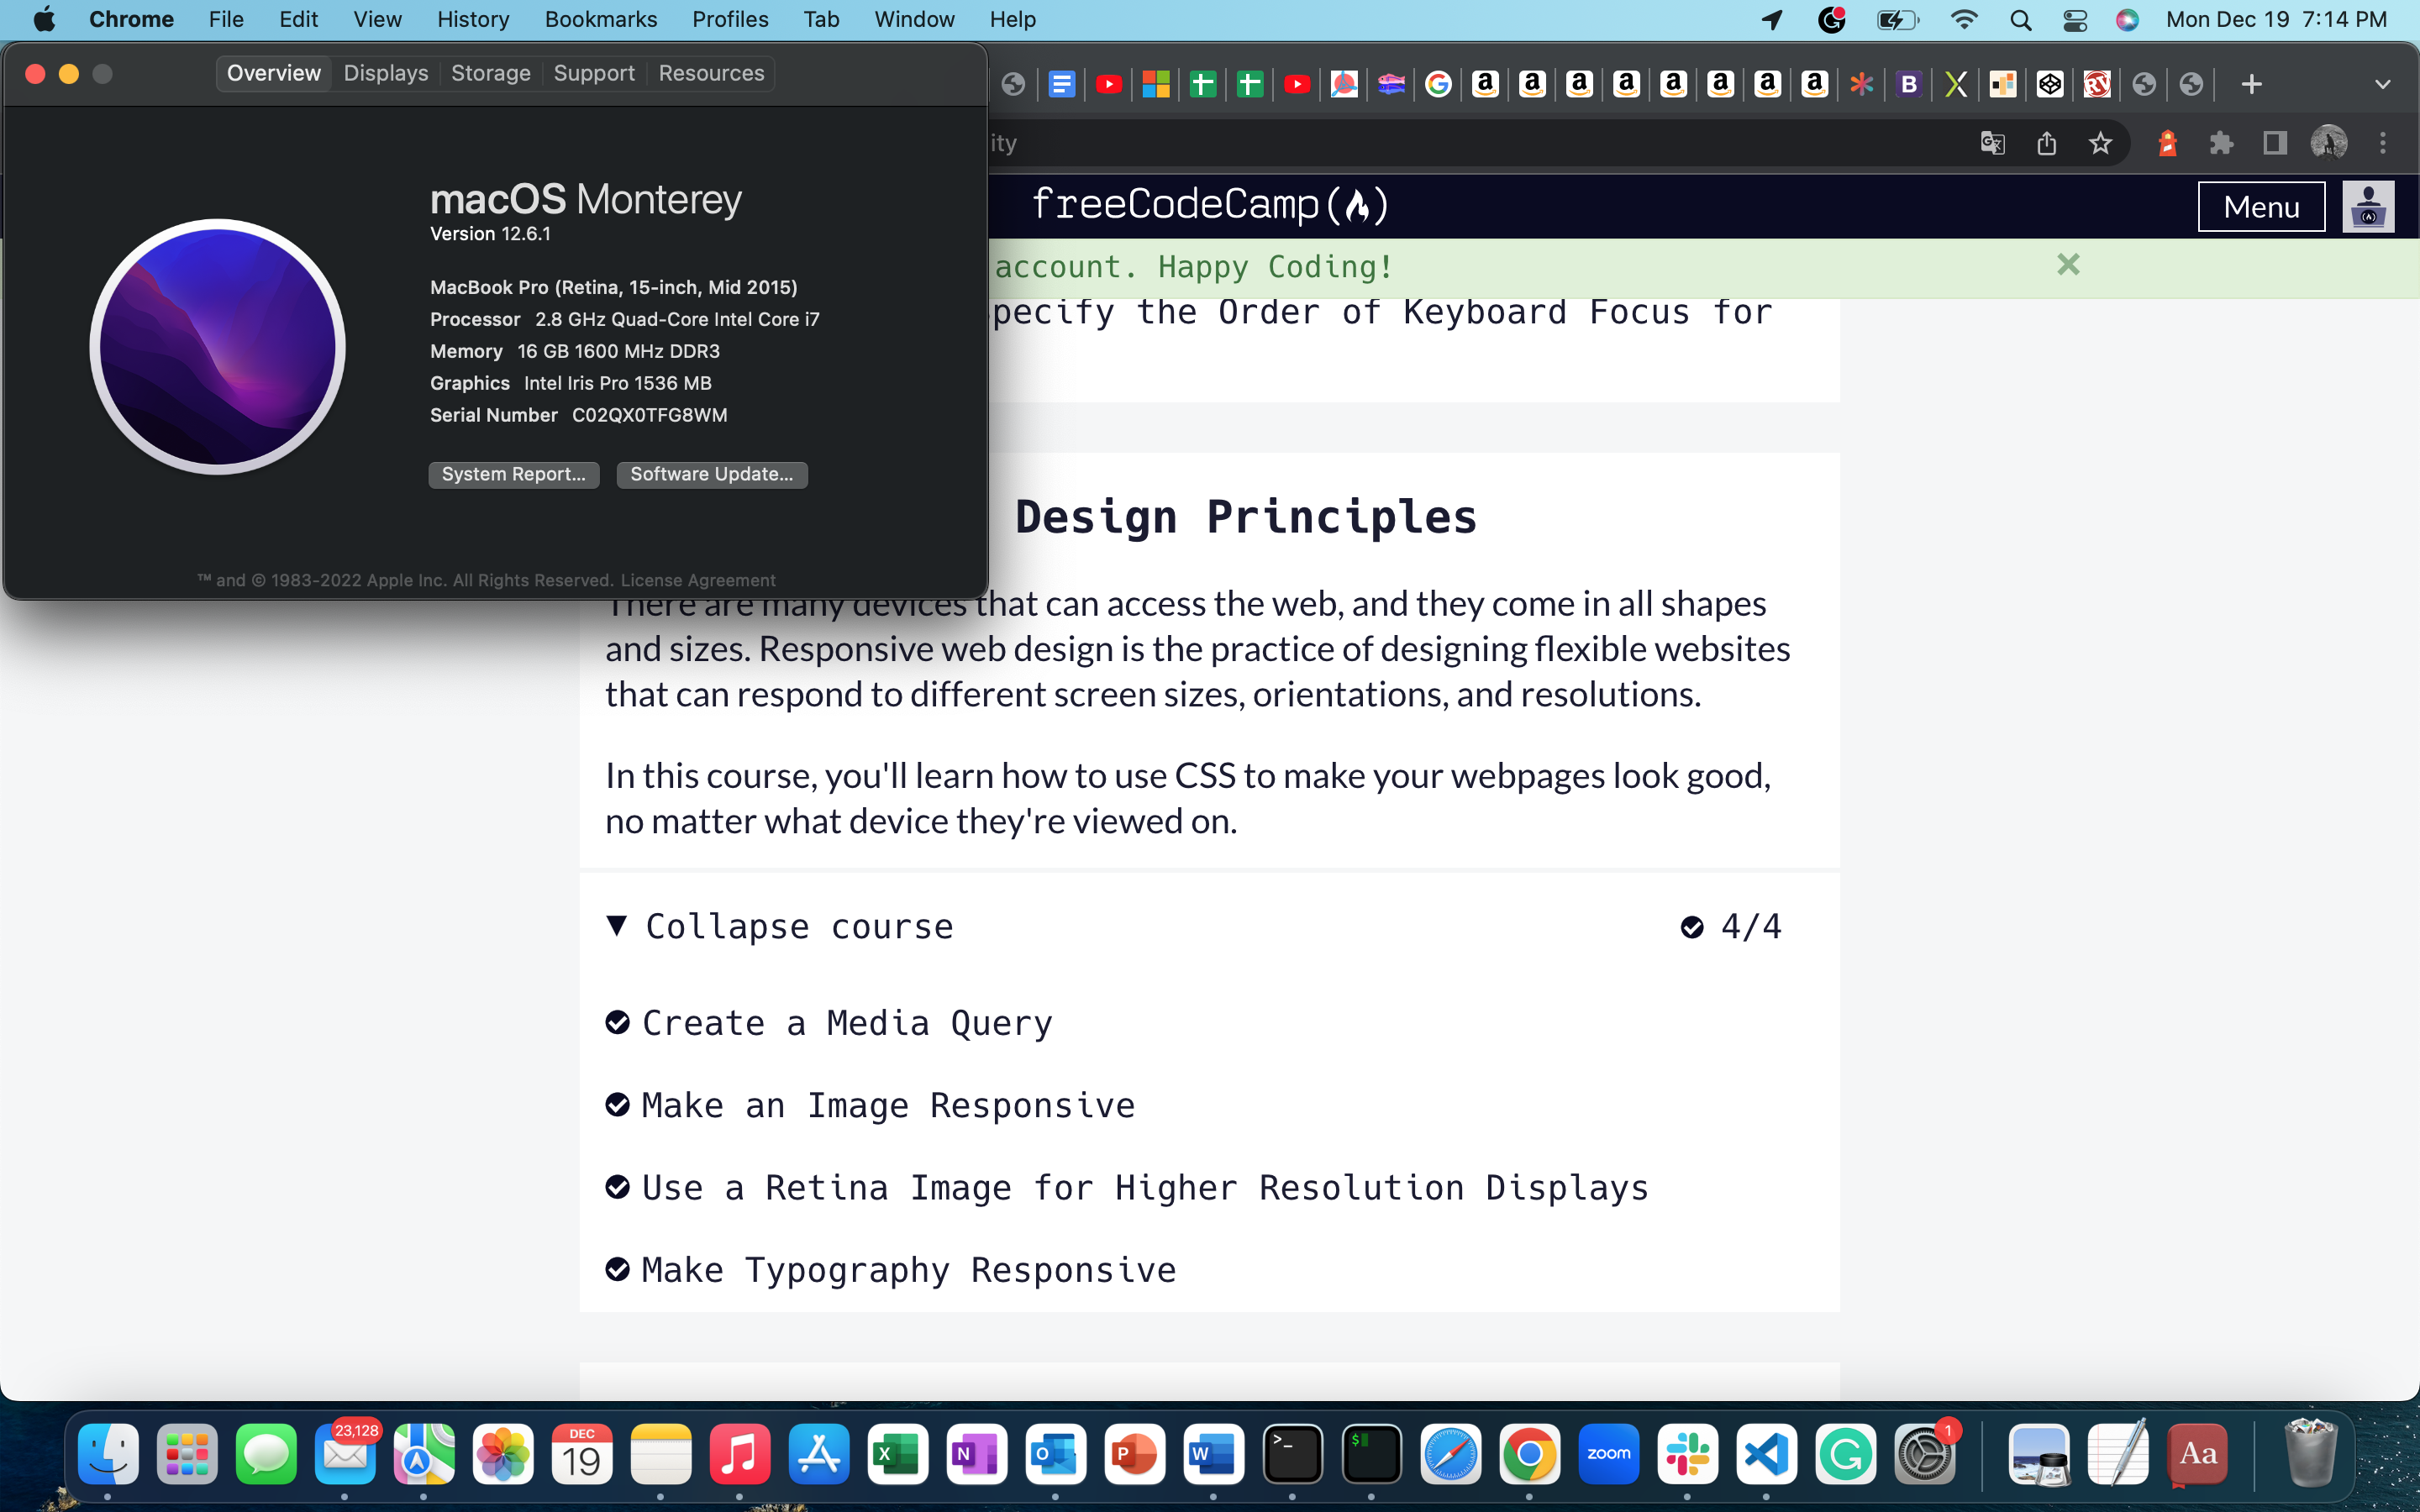 Chrome File Edit View History Bookmarks Profiles Tab Window Help
Mon Dec 19 7:14 PM
Overview Displays Storage Support Resources
macOS Monterey
Version 12.6.1
MacBook Pro (Retina, 15-inch, Mid 2015)
Processor 2.8 GHz Quad-Core Intel Core i7
Memory 16 GB 1600 MHz DDR3
Graphics Intel Iris Pro 1536 MB
Serial Number C02QX0TFG8WM
System Report... Software Update...
™ and © 1983-2022 Apple Inc. All Rights Reserved. License Agreement
ity
freeCodeCamp
Menu
account. Happy Coding!
pecify the Order of Keyboard Focus for
Design Principles
There are many devices that can access the web, and they come in all shapes
and sizes. Responsive web design is the practice of designing flexible websites
that can respond to different screen sizes, orientations, and resolutions.
In this course, you'll learn how to use CSS to make your webpages look good,
no matter what device they're viewed on.
Collapse course 4/4
Create a Media Query
Make an Image Responsive
Use a Retina Image for Higher Resolution Displays
Make Typography Responsive
23,128
DEC
19
X
N
O
P
W
zoom
1
Aa